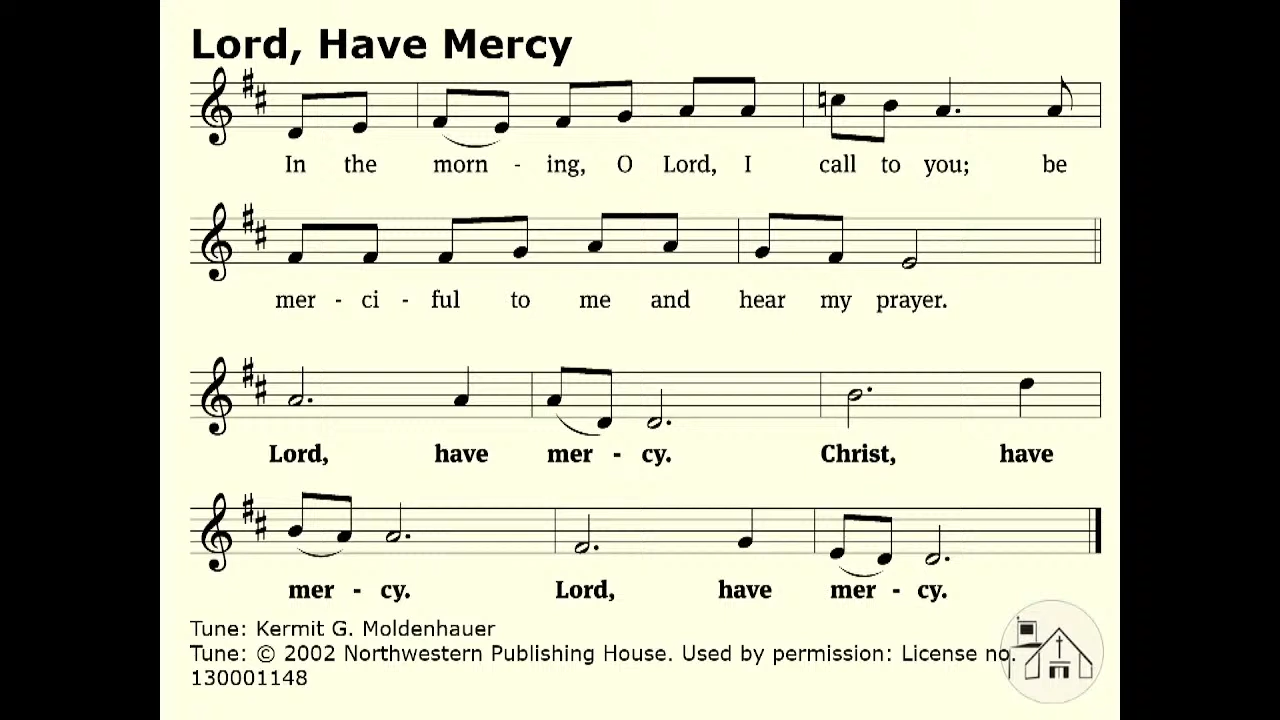 Lord, Have Mercy
In the morn - ing, O Lord, I call to you; be
mer - ci - ful to me and hear my prayer.
Lord, have mer - cy. Christ, have
mer - cy. Lord, have mer - cy.
Tune: Kermit G. Moldenhauer
Tune: © 2002 Northwestern Publishing House. Used by permission: License no.
130001148